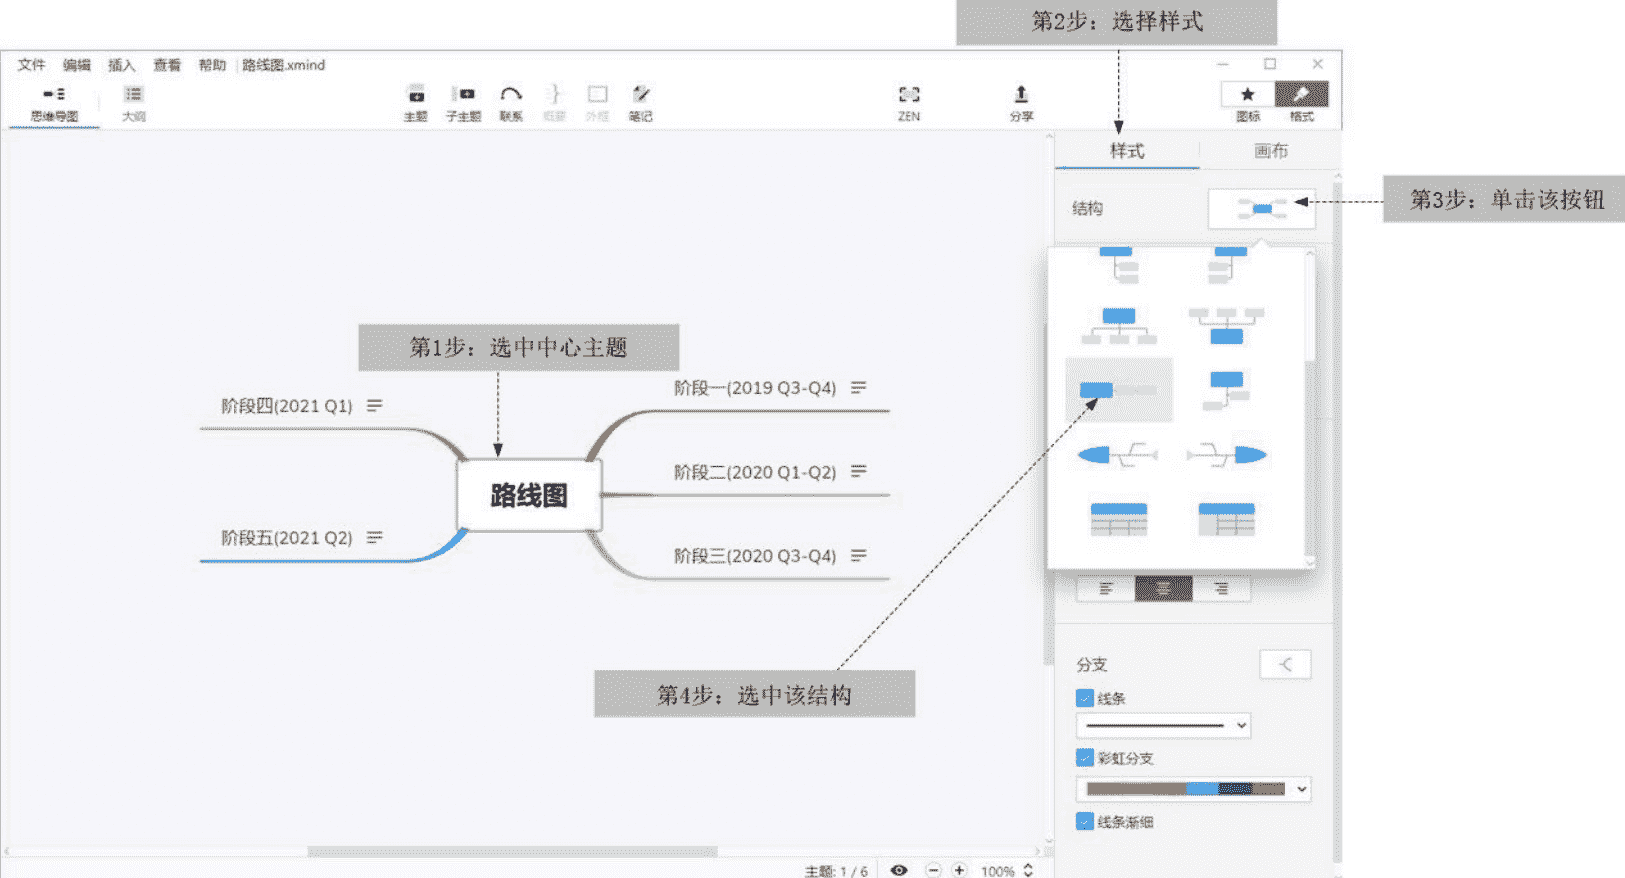 第2步：选择样式
文件 编辑 插入 查看 帮助 路线图.xmind
思维导图 大纲 主题 子主题 联系 概要 外框 笔记 ZEN 分享 图标 格式
样式 画布
结构
第3步：单击该按钮
第1步：选中中心主题
阶段一(2019 Q3-Q4)
阶段四(2021 Q1)
阶段二(2020 Q1-Q2)
路线图
阶段五(2021 Q2)
阶段三(2020 Q3-Q4)
第4步：选中该结构
分支
线条
彩虹分支
线条渐细
主题: 1 / 6 100%